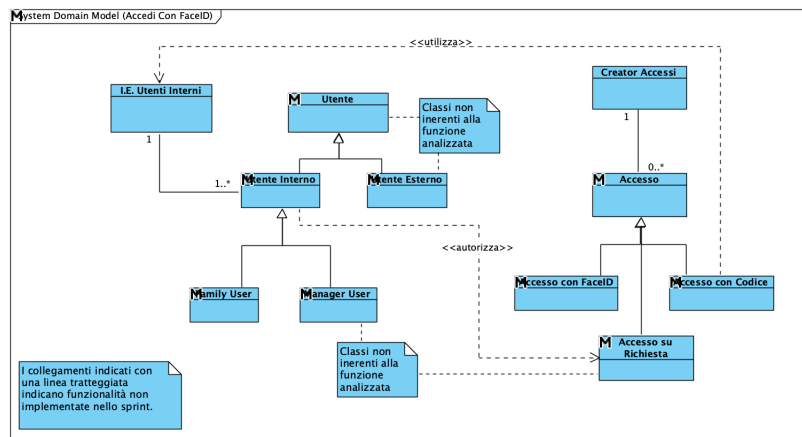 System Domain Model (Accedi Con FaceID)
<<utilizza>>
I.E. Utenti Interni
Utente
Creator Accessi
Classi non
inerenti alla
funzione
analizzata
1
1
1..*
0..*
Utente Interno
Utente Esterno
Accesso
<<autorizza>>
Family User
Manager User
Accesso con FaceID
Accesso con Codice
Classi non
inerenti alla
funzione
analizzata
Accesso su
Richiesta
I collegamenti indicati con
una linea tratteggiata
indicano funzionalità non
implementate nello sprint.